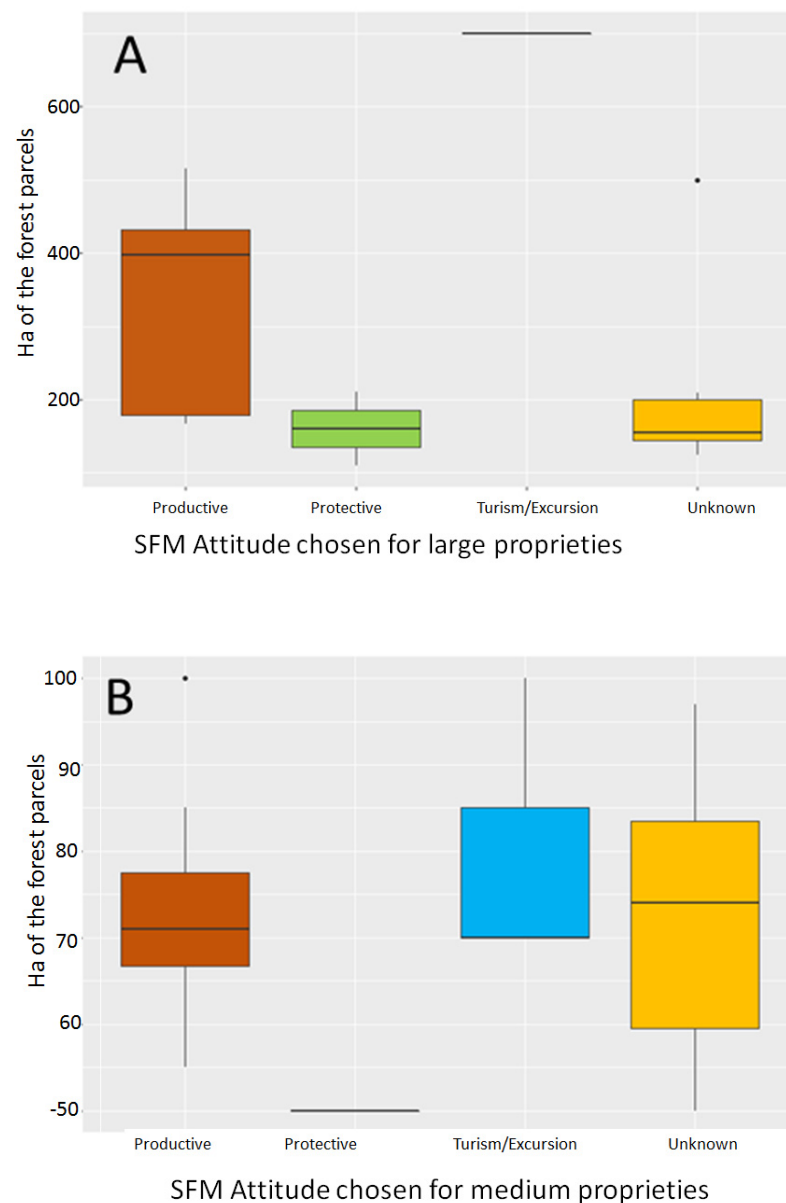 A
Ha of the forest parcels
600
400
200
Productive Protective Turism/Excursion Unknown
SFM Attitude chosen for large proprieties
B
Ha of the forest parcels
100
90
80
70
60
-50
Productive Protective Turism/Excursion Unknown
SFM Attitude chosen for medium proprieties